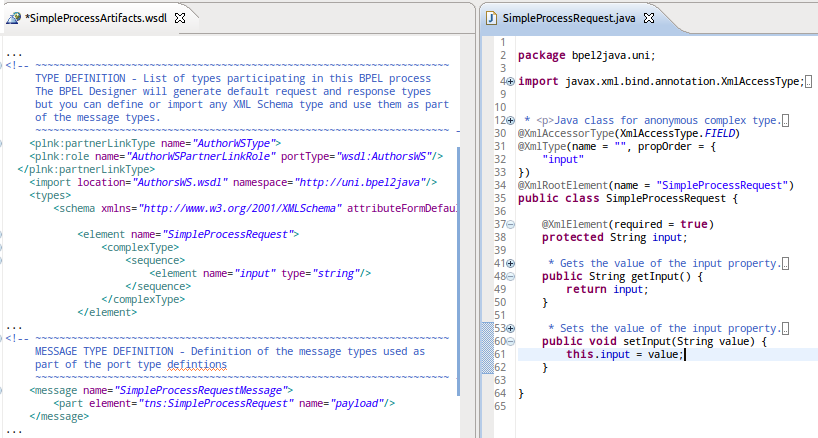 *SimpleProcessArtifacts.wsdl
...
<!-- ~~~~~~~~~~~~~~~~~~~~~~~~~~~~~~~~~~~~~~~~~~~~~~~~~~~~~~~~~~~~~~~~~~~~~
TYPE DEFINITION - List of types participating in this BPEL process
The BPEL Designer will generate default request and response types
but you can define or import any XML Schema type and use them as part
of the message types.
~~~~~~~~~~~~~~~~~~~~~~~~~~~~~~~~~~~~~~~~~~~~~~~~~~~~~~~~~~~~~~~~~~~~~ -
<plnk:partnerLinkType name="AuthorWSType">
<plnk:role name="AuthorWSPartnerLinkRole" portType="wsdl:AuthorsWS"/>
</plnk:partnerLinkType>
<import location="AuthorsWS.wsdl" namespace="http://uni.bpel2java"/>
<types>
<schema xmlns="http://www.w3.org/2001/XMLSchema" attributeFormDefau
<element name="SimpleProcessRequest">
<complexType>
<sequence>
<element name="input" type="string"/>
</sequence>
</complexType>
</element>
...
<!-- ~~~~~~~~~~~~~~~~~~~~~~~~~~~~~~~~~~~~~~~~~~~~~~~~~~~~~~~~~~~~~~~~~~~~~
MESSAGE TYPE DEFINITION - Definition of the message types used as
part of the port type defintions
~~~~~~~~~~~~~~~~~~~~~~~~~~~~~~~~~~~~~~~~~~~~~~~~~~~~~~~~~~~~~~~~~~~~~ -
<message name="SimpleProcessRequestMessage">
<part element="tns:SimpleProcessRequest" name="payload"/>
</message>
...
SimpleProcessRequest.java
1
2 package bpel2java.uni;
3
4 import javax.xml.bind.annotation.XmlAccessType;
9
10
12 * <p>Java class for anonymous complex type.
30 @XmlAccessorType(XmlAccessType.FIELD)
31 @XmlType(name = "", propOrder = {
32 "input"
33 })
34 @XmlRootElement(name = "SimpleProcessRequest")
35 public class SimpleProcessRequest {
36
37 @XmlElement(required = true)
38 protected String input;
39
41 * Gets the value of the input property.
48 public String getInput() {
49 return input;
50 }
51
53 * Sets the value of the input property.
60 public void setInput(String value) {
61 this.input = value;
62 }
63
64 }
65